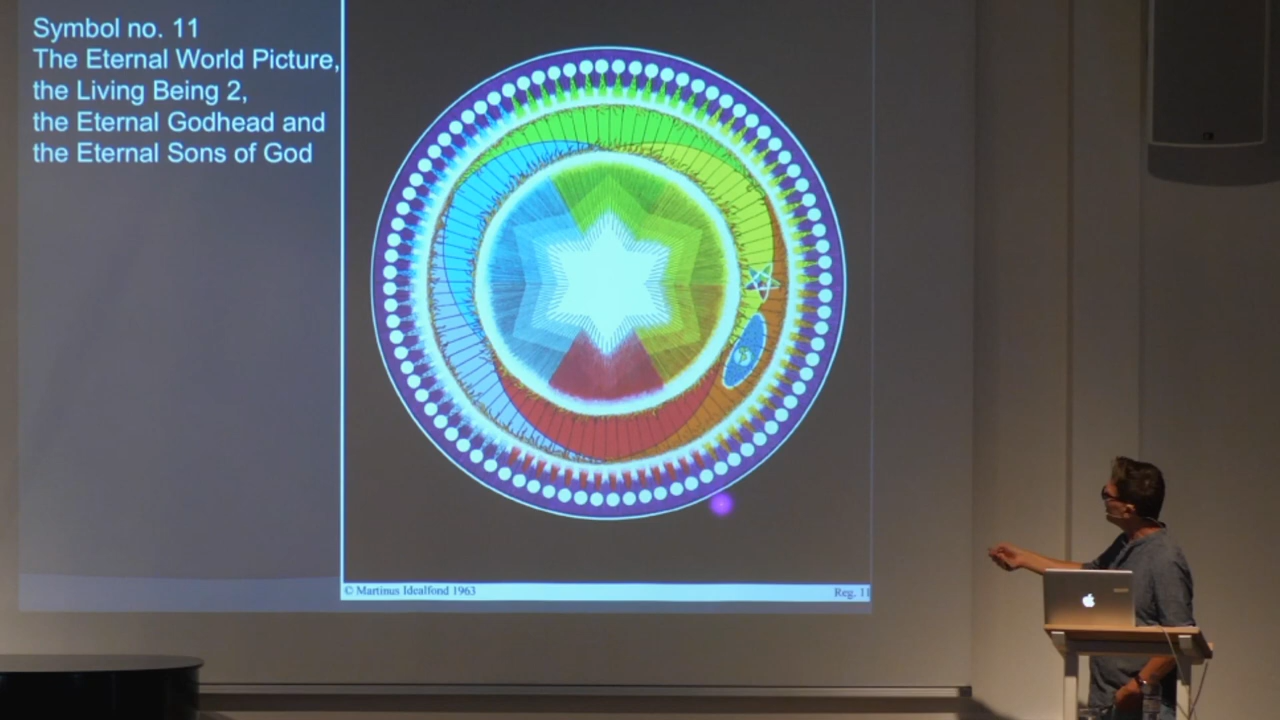 Symbol no. 11
The Eternal World Picture,
the Living Being 2,
the Eternal Godhead and
the Eternal Sons of God
© Martinus Idealfond 1963
Reg. 11